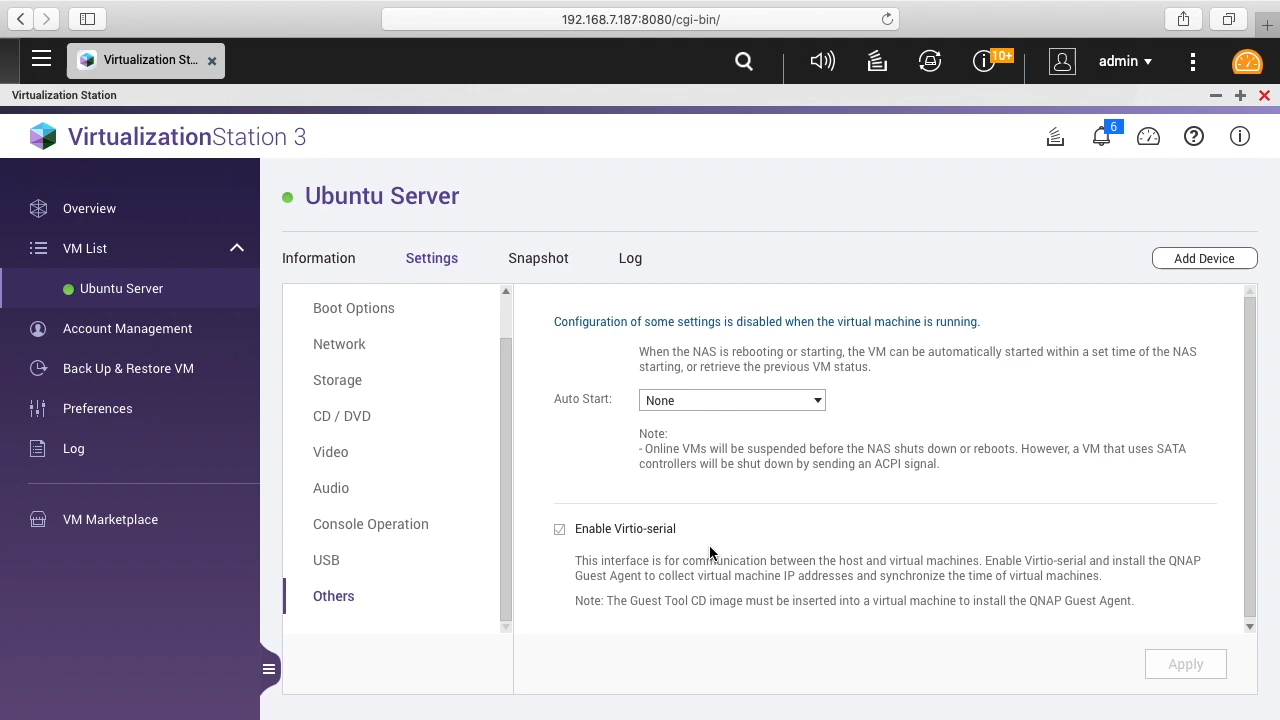 192.168.7.187:8080/cgi-bin/
Virtualization St...
10+
admin
Virtualization Station
VirtualizationStation 3
6
Overview
VM List
Ubuntu Server
Account Management
Back Up & Restore VM
Preferences
Log
VM Marketplace
Ubuntu Server
Information
Settings
Snapshot
Log
Add Device
Boot Options
Network
Storage
CD / DVD
Video
Audio
Console Operation
USB
Others
Configuration of some settings is disabled when the virtual machine is running.
When the NAS is rebooting or starting, the VM can be automatically started within a set time of the NAS
starting, or retrieve the previous VM status.
Auto Start:
None
Note:
- Online VMs will be suspended before the NAS shuts down or reboots. However, a VM that uses SATA
controllers will be shut down by sending an ACPI signal.
Enable Virtio-serial
This interface is for communication between the host and virtual machines. Enable Virtio-serial and install the QNAP
Guest Agent to collect virtual machine IP addresses and synchronize the time of virtual machines.
Note: The Guest Tool CD image must be inserted into a virtual machine to install the QNAP Guest Agent.
Apply